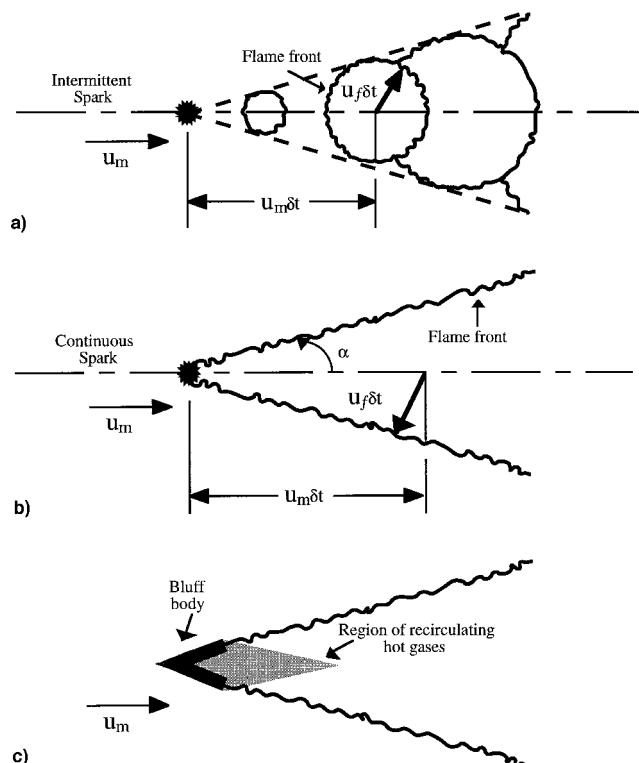 Flame front
Intermittent
Spark
u_fδt
u_m
u_mδt
a)
Continuous
Spark
α
Flame front
u_fδt
u_m
u_mδt
b)
Bluff
body
Region of recirculating
hot gases
u_m
c)